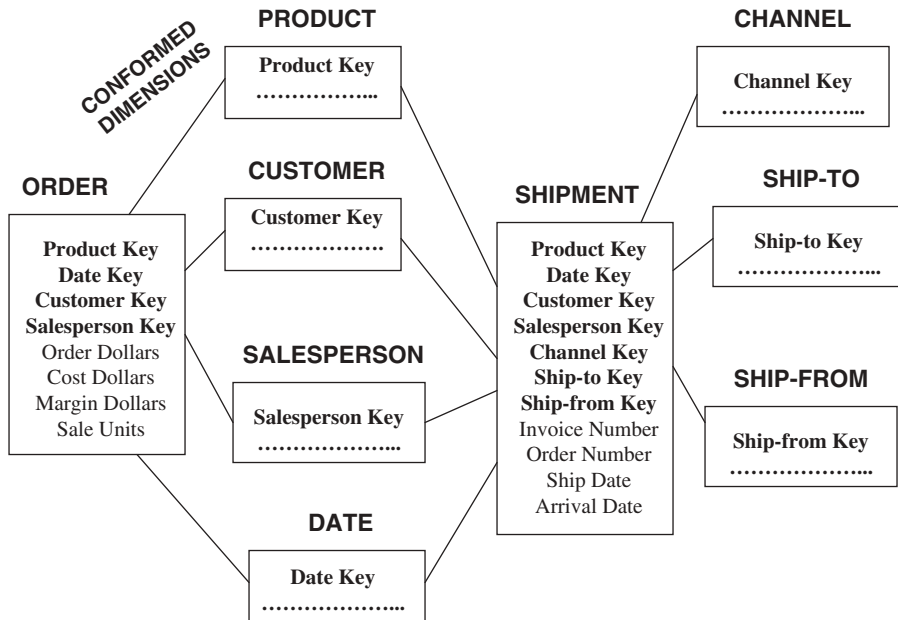 CONFORMED
DIMENSIONS
PRODUCT
Product Key
……………...
CUSTOMER
Customer Key
……………….
SALESPERSON
Salesperson Key
………………...
DATE
Date Key
………………...
ORDER
Product Key
Date Key
Customer Key
Salesperson Key
Order Dollars
Cost Dollars
Margin Dollars
Sale Units
SHIPMENT
Product Key
Date Key
Customer Key
Salesperson Key
Channel Key
Ship-to Key
Ship-from Key
Invoice Number
Order Number
Ship Date
Arrival Date
CHANNEL
Channel Key
………………...
SHIP-TO
Ship-to Key
………………...
SHIP-FROM
Ship-from Key
………………...